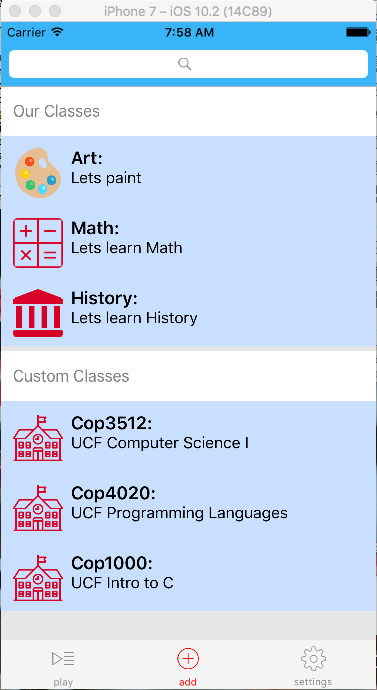 iPhone 7 – iOS 10.2 (14C89)
Carrier 7:58 AM
Our Classes
Art:
Lets paint
Math:
Lets learn Math
History:
Lets learn History
Custom Classes
Cop3512:
UCF Computer Science I
Cop4020:
UCF Programming Languages
Cop1000:
UCF Intro to C
play add settings